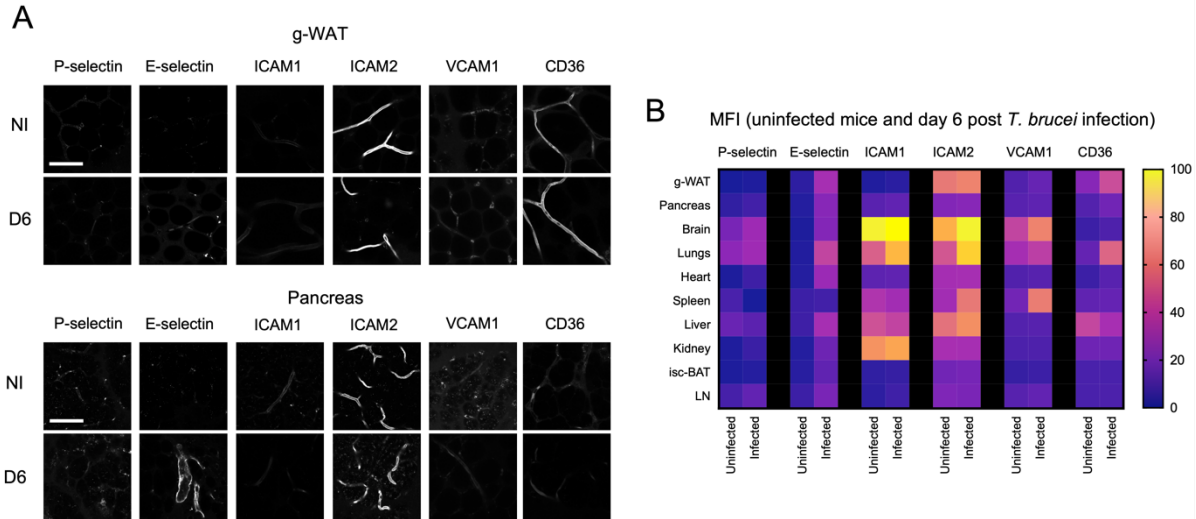 A
g-WAT
P-selectin E-selectin ICAM1 ICAM2 VCAM1 CD36
NI
D6
Pancreas
P-selectin E-selectin ICAM1 ICAM2 VCAM1 CD36
NI
D6
B MFI (uninfected mice and day 6 post T. brucei infection)
P-selectin E-selectin ICAM1 ICAM2 VCAM1 CD36
g-WAT
Pancreas
Brain
Lungs
Heart
Spleen
Liver
Kidney
isc-BAT
LN
Uninfected Infected Uninfected Infected Uninfected Infected Uninfected Infected Uninfected Infected Uninfected Infected
100
80
60
40
20
0